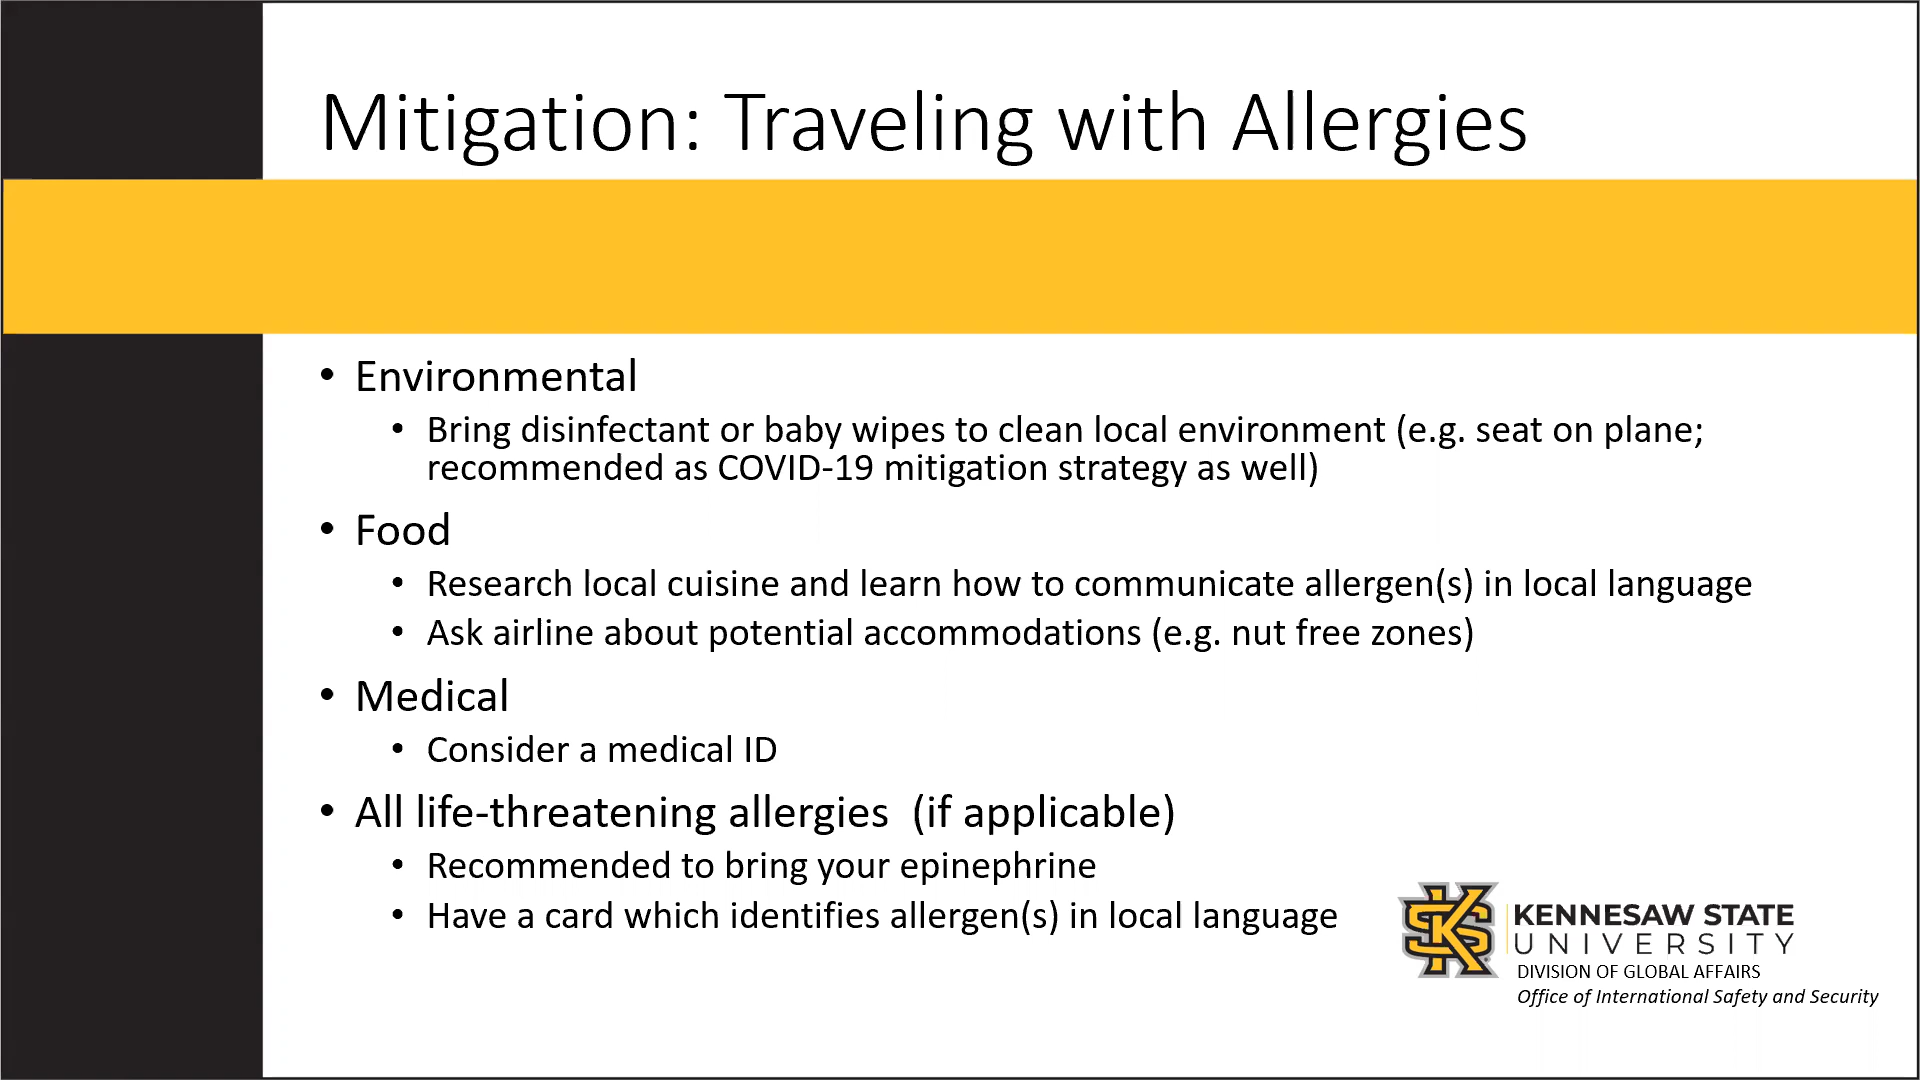 Mitigation: Traveling with Allergies
• Environmental
• Bring disinfectant or baby wipes to clean local environment (e.g. seat on plane;
recommended as COVID-19 mitigation strategy as well)
• Food
• Research local cuisine and learn how to communicate allergen(s) in local language
• Ask airline about potential accommodations (e.g. nut free zones)
• Medical
• Consider a medical ID
• All life-threatening allergies (if applicable)
• Recommended to bring your epinephrine
• Have a card which identifies allergen(s) in local language
KS
KENNESAW STATE
UNIVERSITY
DIVISION OF GLOBAL AFFAIRS
Office of International Safety and Security